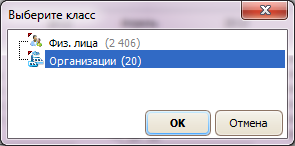 Выберите класс
Физ. лица (2 406)
Организации (20)
OK Отмена